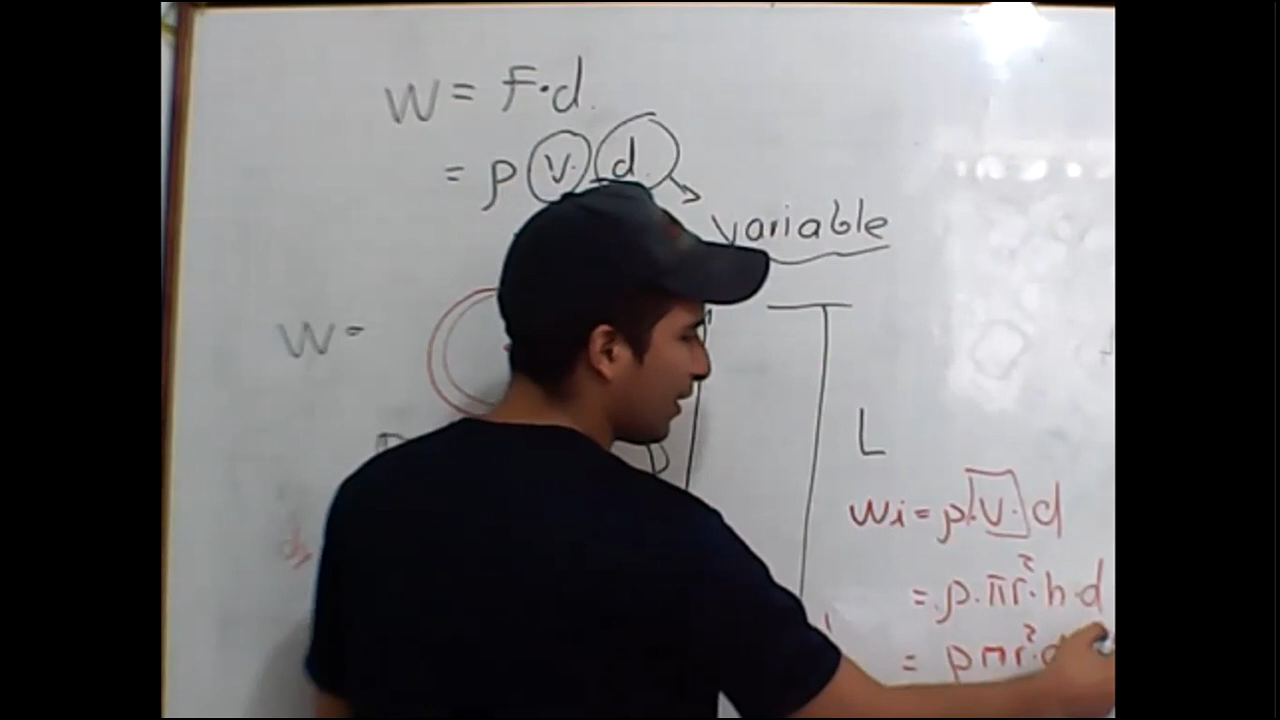 W = F·d.
= ρ V· d.
variable
W =
D
L
Wi = ρ·V·d
= ρ·πr²·h·d
= ρπr²·d